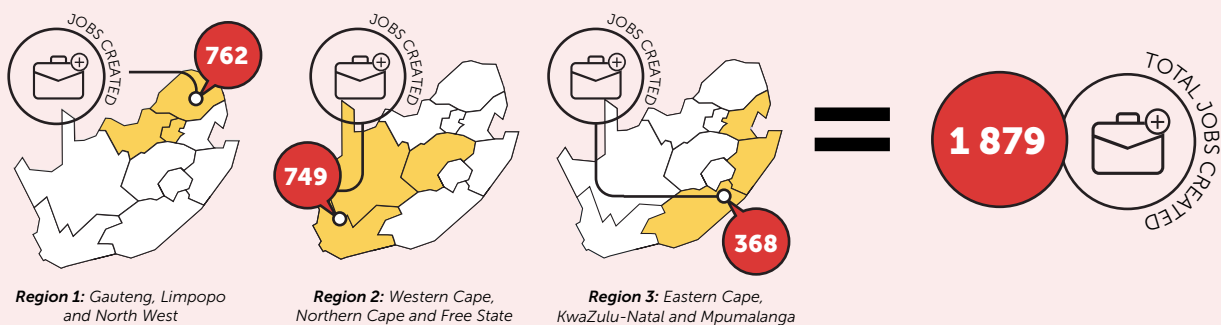 JOBS CREATED
762
Region 1: Gauteng, Limpopo
and North West
JOBS CREATED
749
Region 2: Western Cape,
Northern Cape and Free State
JOBS CREATED
368
Region 3: Eastern Cape,
KwaZulu-Natal and Mpumalanga
=
1 879
TOTAL JOBS CREATED